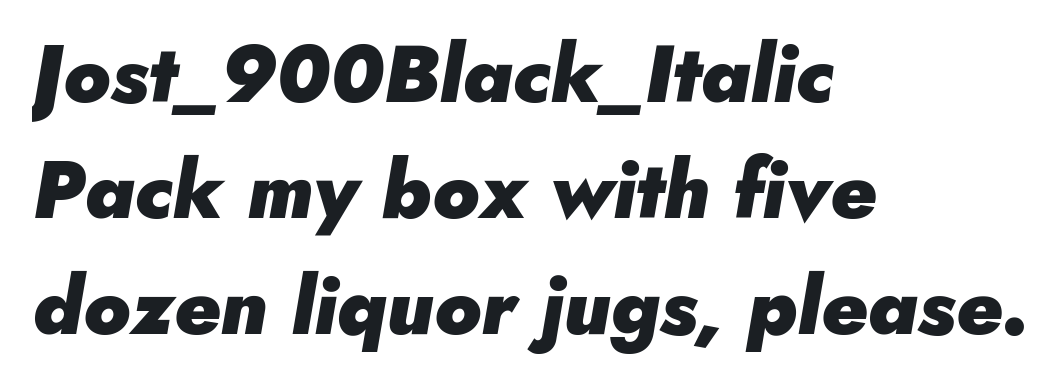 Jost_900Black_Italic
Pack my box with five
dozen liquor jugs, please.